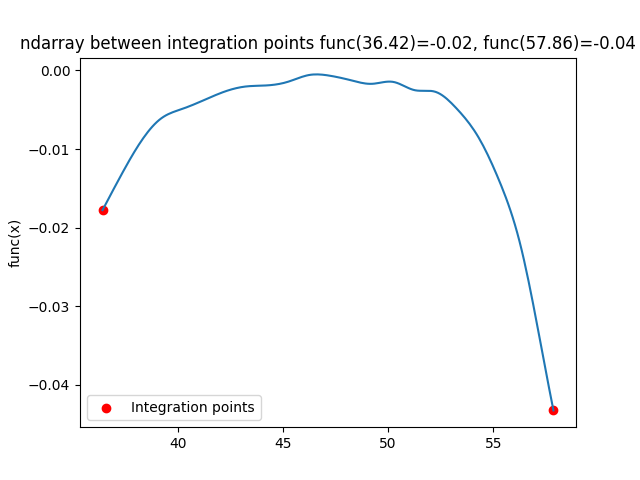 ndarray between integration points func(36.42)=-0.02, func(57.86)=-0.04
0.00
−0.01
−0.02
−0.03
−0.04
func(x)
Integration points
40 45 50 55